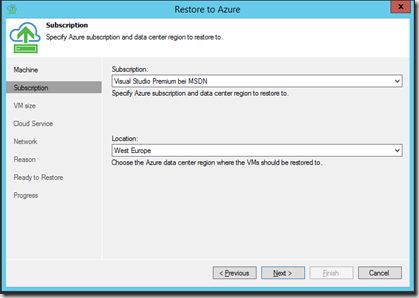 Restore to Azure
x
Subscription
Specify Azure subscription and data center region to restore to.
Machine
Subscription
VM size
Cloud Service
Network
Reason
Ready to Restore
Progress
Subscription:
Visual Studio Premium bei MSDN
Specify Azure subscription and data center region to restore to.
Location:
West Europe
Choose the Azure data center region where the VMs should be restored to.
< Previous
Next >
Finish
Cancel